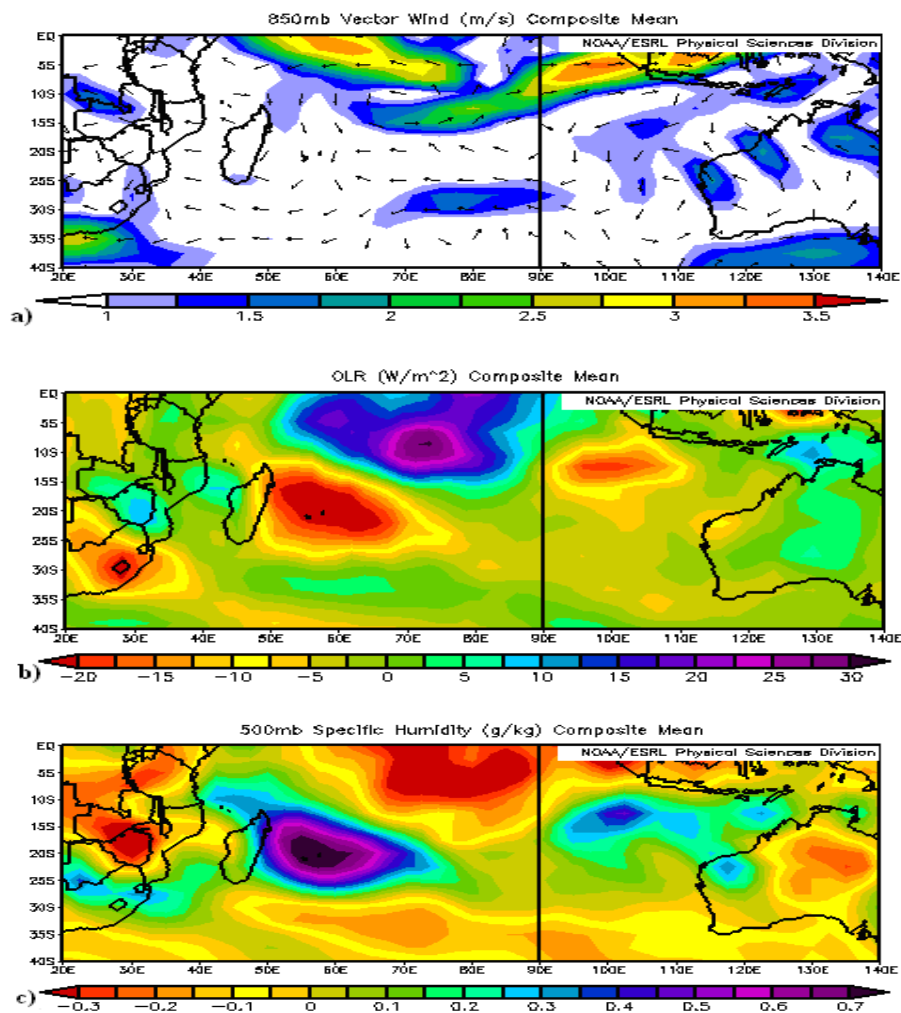 850mb Vector Wind (m/s) Composite Mean
NOAA/ESRL Physical Sciences Division
EQ
5S
10S
15S
20S
25S
30S
35S
40S
20E 30E 40E 50E 60E 70E 80E 90E 100E 110E 120E 130E 140E
a)
1 1.5 2 2.5 3 3.5
OLR (W/m^2) Composite Mean
NOAA/ESRL Physical Sciences Division
EQ
5S
10S
15S
20S
25S
30S
35S
40S
20E 30E 40E 50E 60E 70E 80E 90E 100E 110E 120E 130E 140E
b)
-20 -15 -10 -5 0 5 10 15 20 25 30
500mb Specific Humidity (g/kg) Composite Mean
NOAA/ESRL Physical Sciences Division
EQ
5S
10S
15S
20S
25S
30S
35S
40S
20E 30E 40E 50E 60E 70E 80E 90E 100E 110E 120E 130E 140E
c)
-0.3 -0.2 -0.1 0 0.1 0.2 0.3 0.4 0.5 0.6 0.7